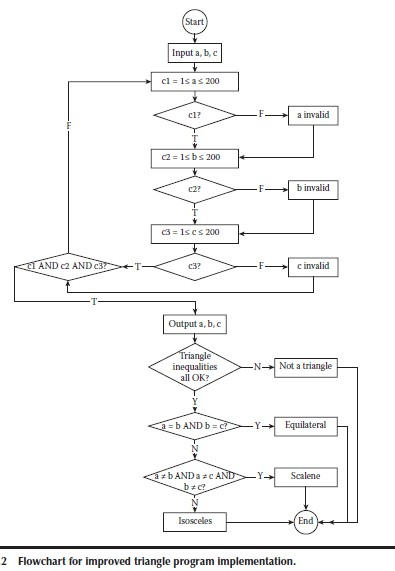 Start
Input a, b, c
c1 = 1≤ a ≤ 200
c1?
F
a invalid
F
T
c2 = 1≤ b ≤ 200
c2?
F
b invalid
T
c3 = 1≤ c ≤ 200
c1 AND c2 AND c3?
T
c3?
F
c invalid
T
Output a, b, c
Triangle
inequalities
all OK?
N
Not a triangle
Y
a = b AND b = c?
Y
Equilateral
N
a ≠ b AND a ≠ c AND
b ≠ c?
Y
Scalene
N
Isosceles
End
.2 Flowchart for improved triangle program implementation.